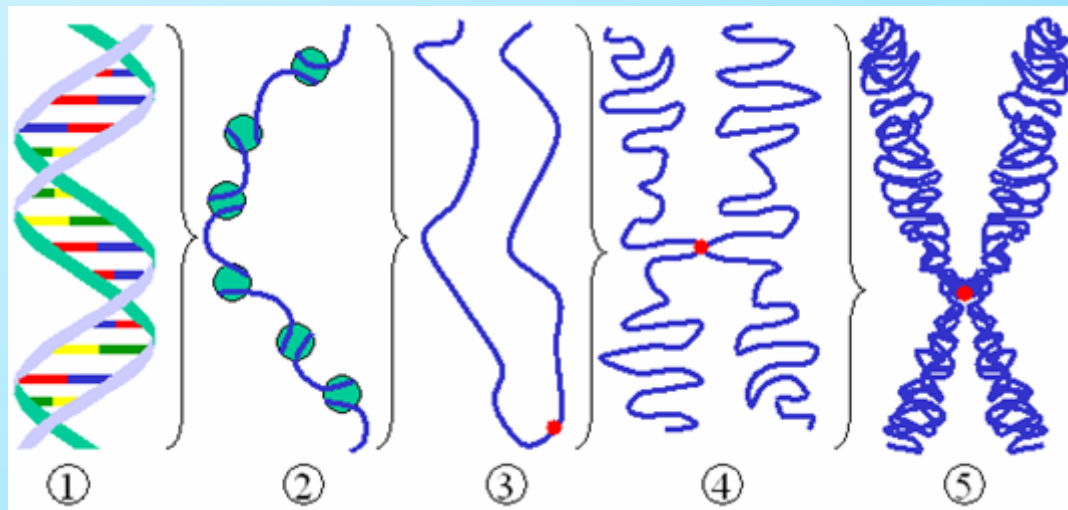 ① ② ③ ④ ⑤